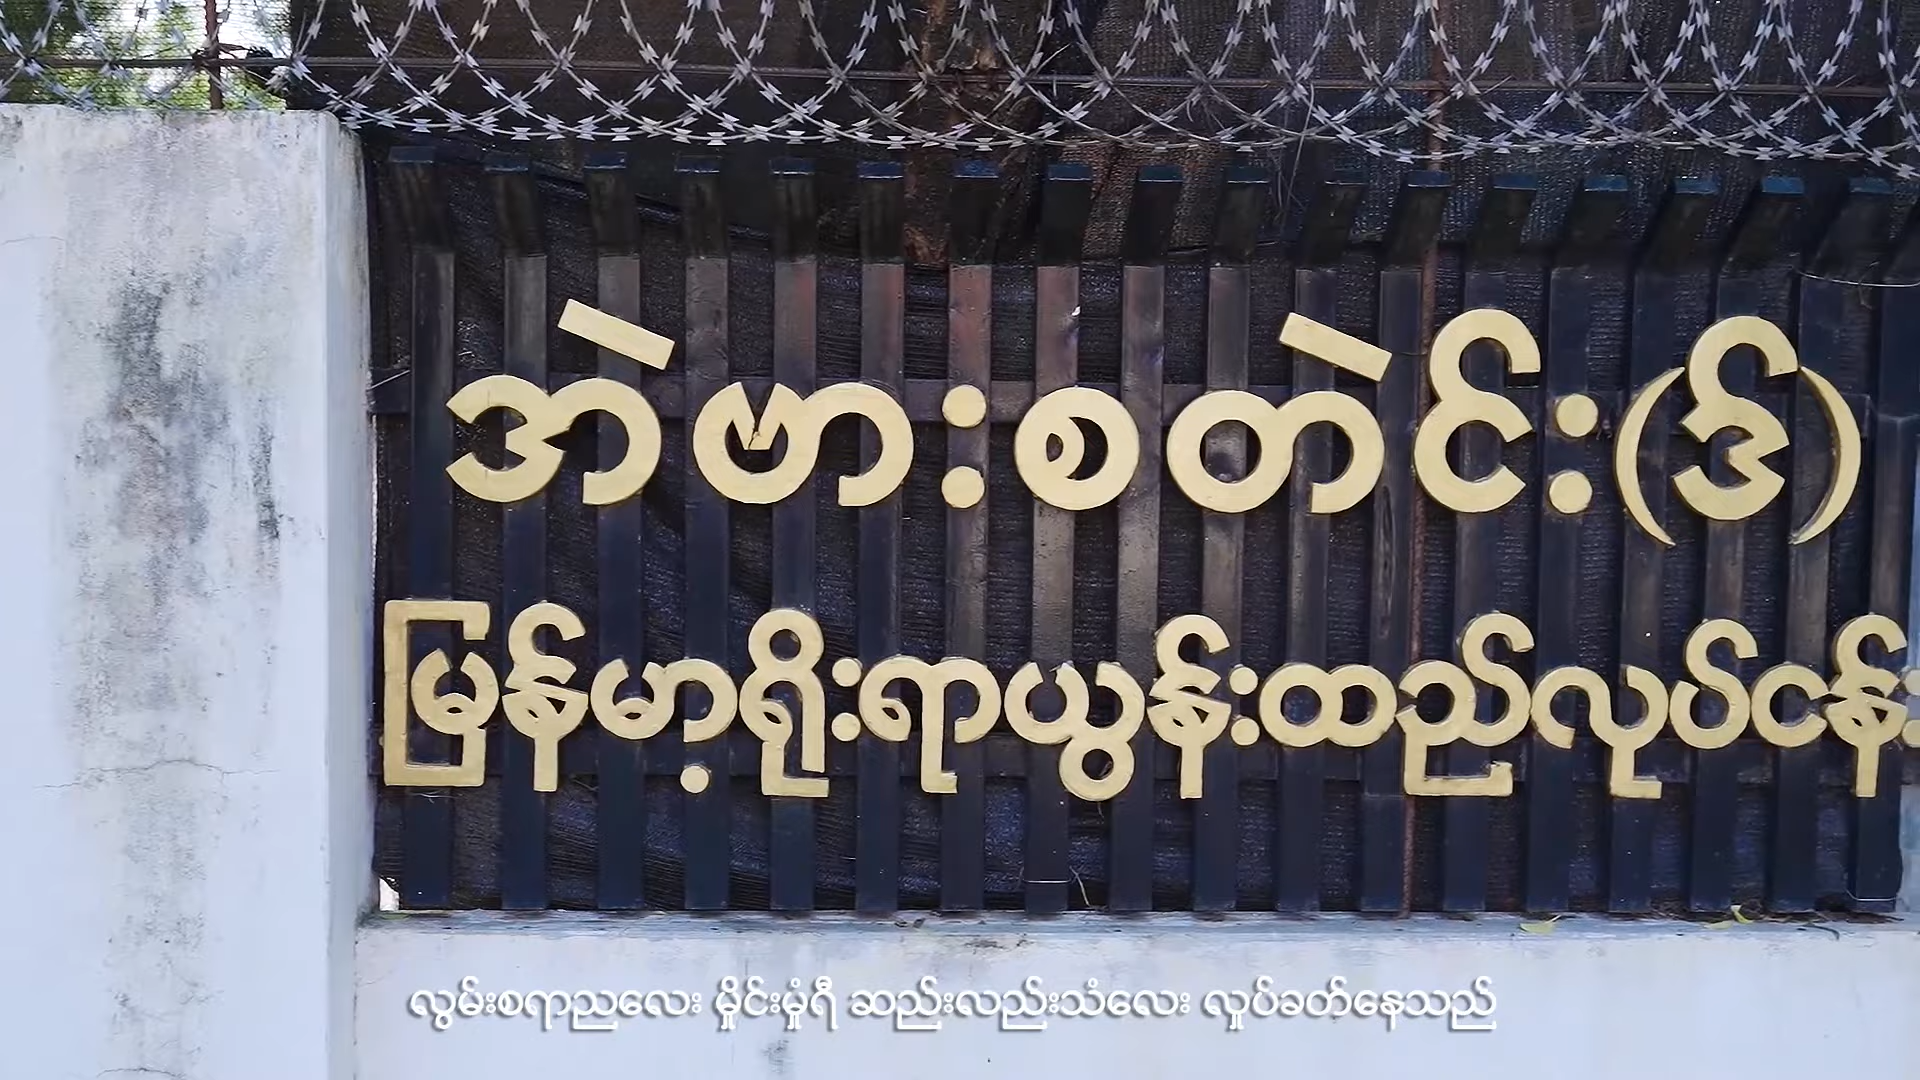 ဘဲဗားစတဲင်း(ဒ်)
မြန်မာ့ရိုးရာယွန်းထည်လုပ်ငန်း
လွမ်းစရာညလေး မှိုင်းမှုံရီ ဆည်းလည်းသံလေး လှုပ်ခတ်နေသည်